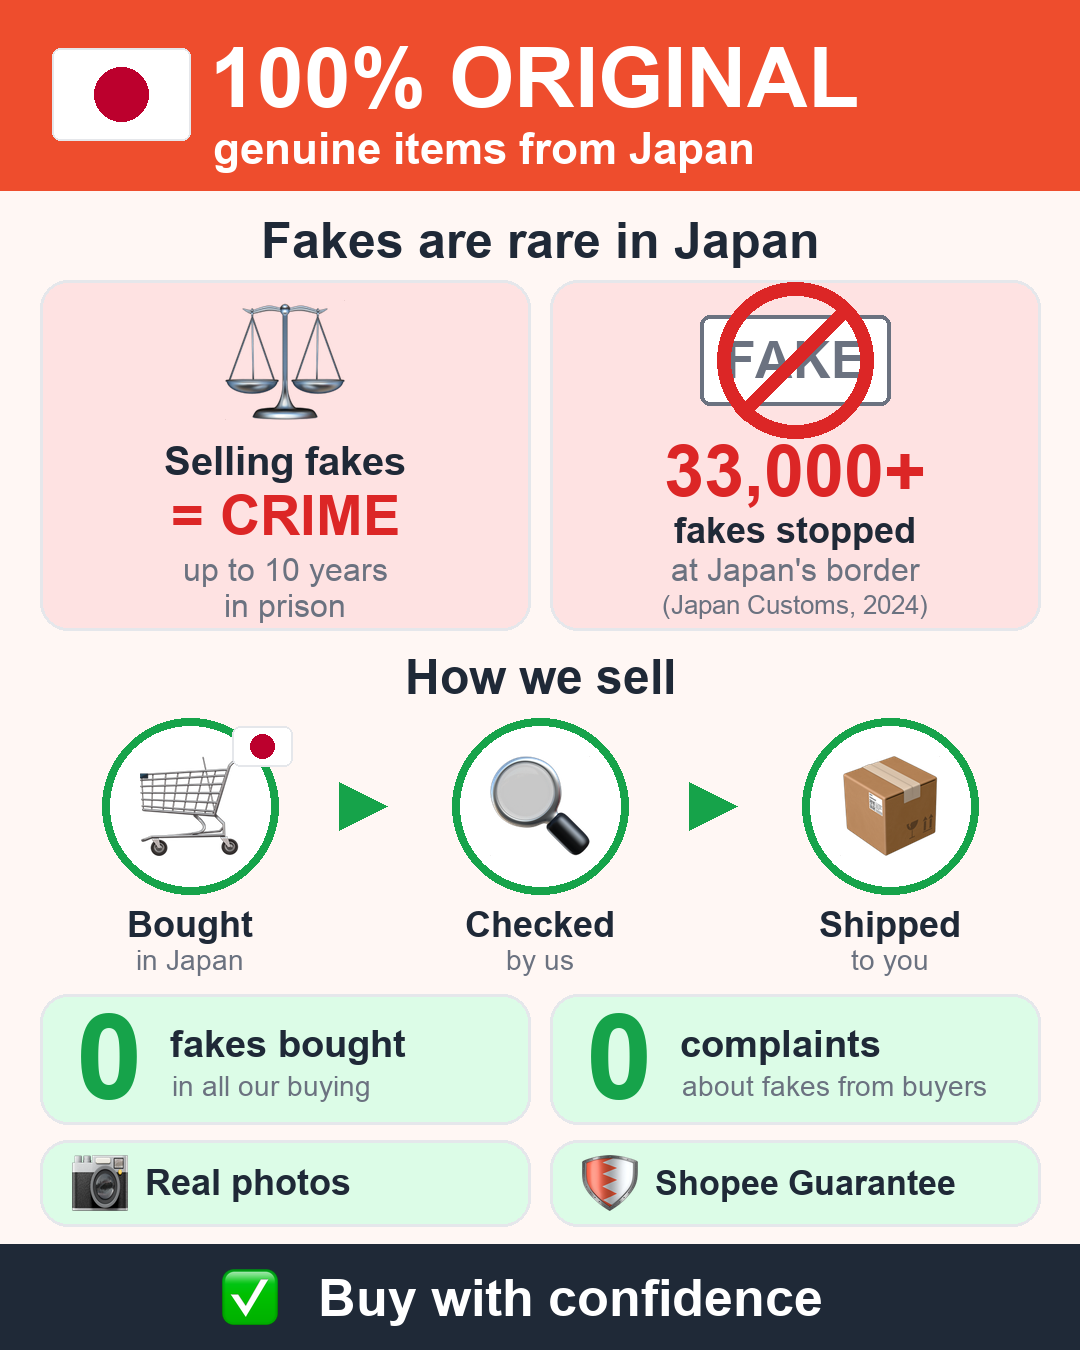 100% ORIGINAL
genuine items from Japan
Fakes are rare in Japan
Selling fakes
= CRIME
up to 10 years
in prison
FAKE
33,000+
fakes stopped
at Japan's border
(Japan Customs, 2024)
How we sell
Bought
in Japan
Checked
by us
Shipped
to you
0 fakes bought
in all our buying
0 complaints
about fakes from buyers
Real photos
Shopee Guarantee
Buy with confidence